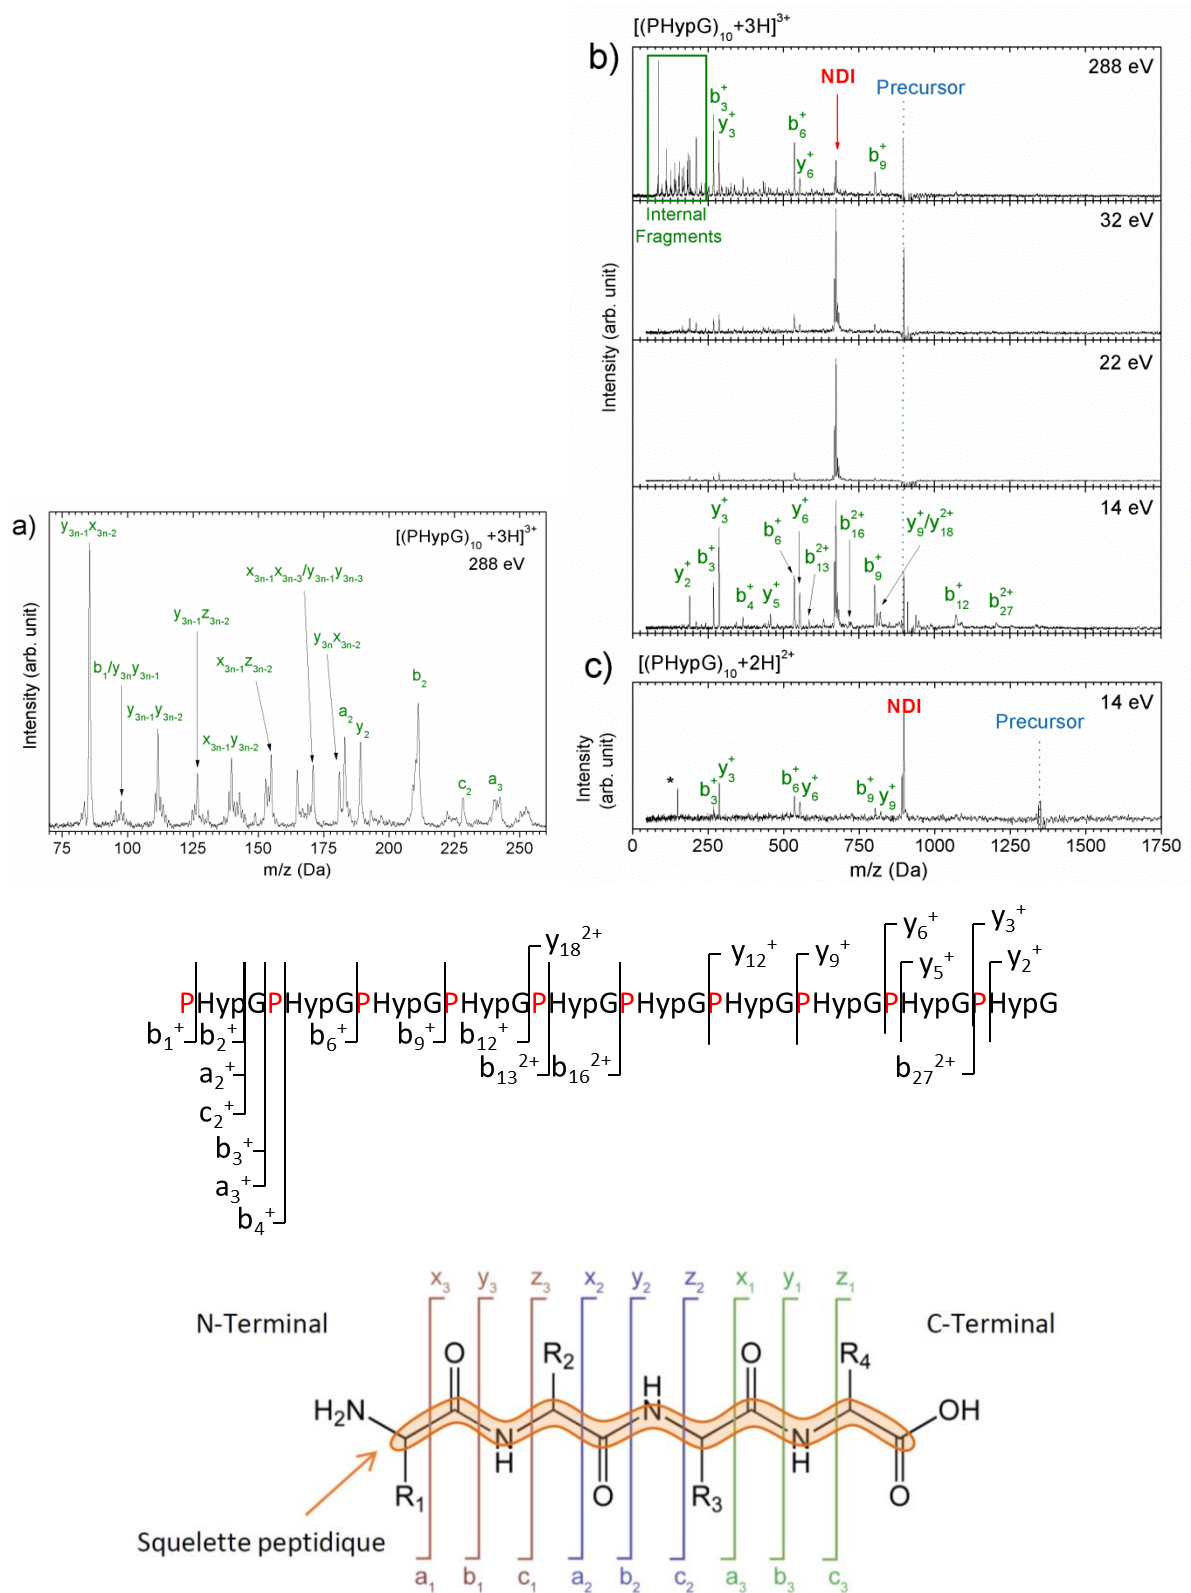 [(PHypG)10+3H]3+
b)
288 eV
NDI
Precursor
b3+
y3+
b6+
y6+
b9+
Internal
Fragments
32 eV
22 eV
14 eV
y3+
y6+
b16 2+
y9+/y18 2+
b6+
b3+
y2+
b13 2+
b9+
b4+
y5+
b12+
b27 2+
Intensity (arb. unit)
c)
[(PHypG)10+2H]2+
14 eV
NDI
Precursor
*
b3+
y3+
b6+
y6+
b9+
y9+
Intensity
(arb. unit)
0 250 500 750 1000 1250 1500 1750
m/z (Da)
a)
y3n-1x3n-2
[(PHypG)10 +3H]3+
288 eV
x3n-1x3n-3/y3n-1y3n-3
y3n-1z3n-2
y3nx3n-2
b1/y3ny3n-1
x3n-1z3n-2
b2
y3n-1y3n-2
a2
y2
x3n-1y3n-2
c2
a3
Intensity (arb. unit)
75 100 125 150 175 200 225 250
m/z (Da)
y18 2+
y12+
y9+
y6+
y3+
y5+
y2+
PHypGPHypGPHypGPHypGPHypGPHypGPHypGPHypGPHypGPHypG
b1+
b2+
b6+
b9+
b12+
a2+
b13 2+
b16 2+
b27 2+
c2+
b3+
a3+
b4+
x3 y3 z3 x2 y2 z2 x1 y1 z1
N-Terminal
C-Terminal
O
R2
H
N
O
R4
H2N
OH
N
H
N
H
R1
O
R3
O
Squelette peptidique
a1 b1 c1 a2 b2 c2 a3 b3 c3